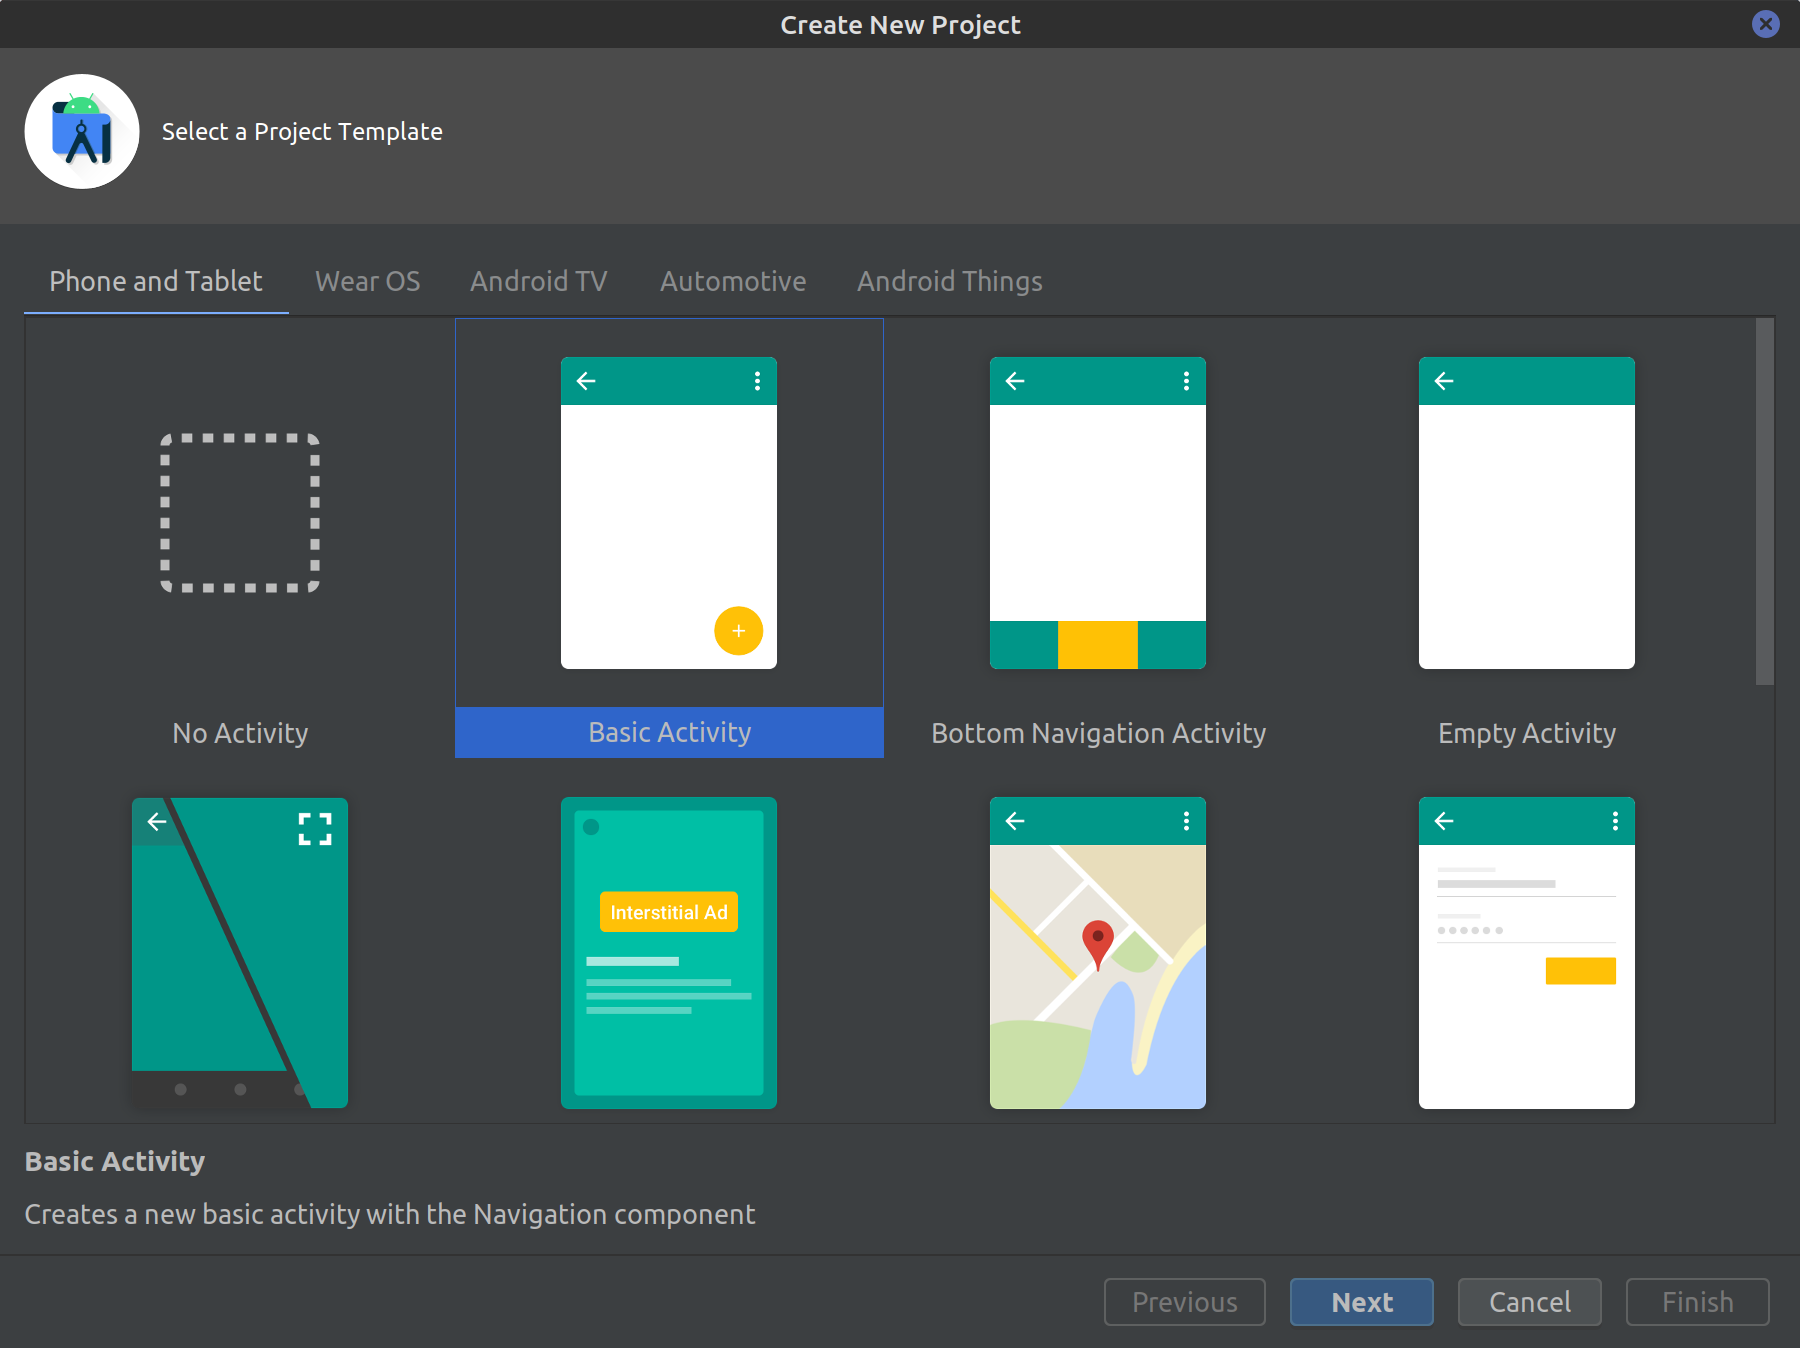 Create New Project
Select a Project Template
Phone and Tablet Wear OS Android TV Automotive Android Things
No Activity Basic Activity Bottom Navigation Activity Empty Activity
Interstitial Ad
Basic Activity
Creates a new basic activity with the Navigation component
Previous Next Cancel Finish